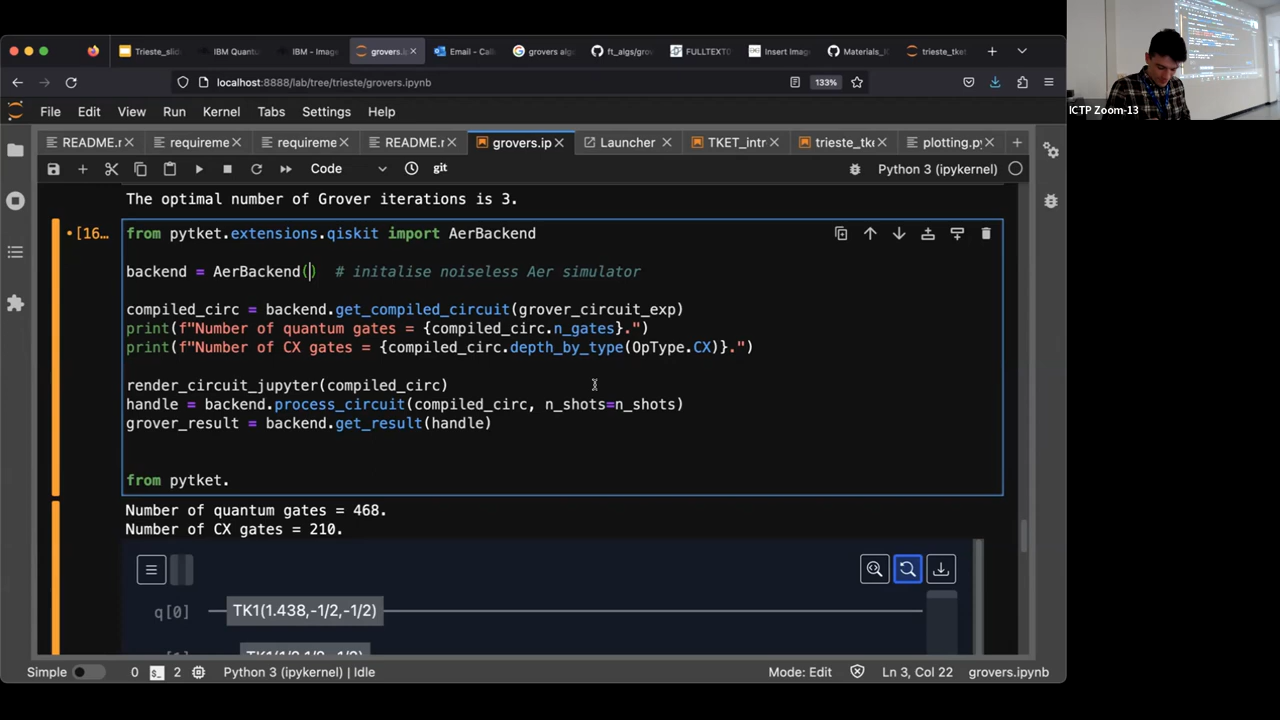 Trieste_slid
IBM Quantu
IBM - Image
grovers.i
Email - Call
grovers alg
ft_algs/grov
FULLTEXT0
Insert Imag
Materials_I
trieste_tket
localhost:8888/lab/tree/trieste/grovers.ipynb
133%
File Edit View Run Kernel Tabs Settings Help
ICTP Zoom-13
README.r
requireme
requireme
README.r
grovers.ip
Launcher
TKET_intr
trieste_tke
plotting.py
Code
git
Python 3 (ipykernel)
The optimal number of Grover iterations is 3.
[16…
from pytket.extensions.qiskit import AerBackend
backend = AerBackend() # initalise noiseless Aer simulator
compiled_circ = backend.get_compiled_circuit(grover_circuit_exp)
print(f"Number of quantum gates = {compiled_circ.n_gates}.")
print(f"Number of CX gates = {compiled_circ.depth_by_type(OpType.CX)}.")
render_circuit_jupyter(compiled_circ)
handle = backend.process_circuit(compiled_circ, n_shots=n_shots)
grover_result = backend.get_result(handle)
from pytket.
Number of quantum gates = 468.
Number of CX gates = 210.
q[0]
TK1(1.438,-1/2,-1/2)
Simple
0
2
Python 3 (ipykernel) | Idle
Mode: Edit
Ln 3, Col 22
grovers.ipynb